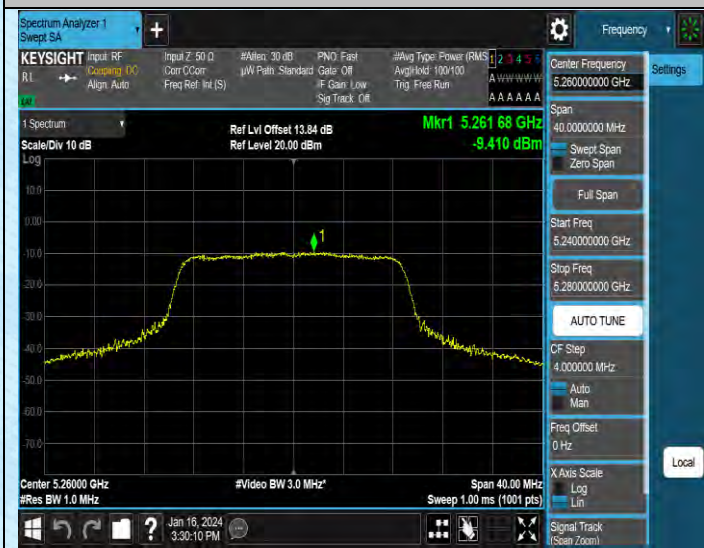 Spectrum Analyzer 1
Swept SA
+
Frequency
KEYSIGHT
RL
Input: RF
Coupling: DC
Align: Auto
Input Z: 50 Ω
Corr CCorr
Freq Ref: Int (S)
#Atten: 30 dB
µW Path: Standard
PNO: Fast
Gate: Off
IF Gain: Low
Sig Track: Off
#Avg Type: Power (RMS
Avg|Hold: 100/100
Trig: Free Run
1 2 3 4 5 6
A W W W W W
A A A A A A
1 Spectrum
Scale/Div 10 dB
Log
Ref Lvl Offset 13.84 dB
Ref Level 20.00 dBm
Mkr1 5.261 68 GHz
-9.410 dBm
10.0
0.00
-10.0
-20.0
-30.0
-40.0
-50.0
-60.0
-70.0
1
Center 5.26000 GHz
#Res BW 1.0 MHz
#Video BW 3.0 MHz*
Span 40.00 MHz
Sweep 1.00 ms (1001 pts)
Jan 16, 2024
3:30:10 PM
?
Center Frequency
5.260000000 GHz
Span
40.0000000 MHz
Swept Span
Zero Span
Full Span
Start Freq
5.240000000 GHz
Stop Freq
5.280000000 GHz
AUTO TUNE
CF Step
4.000000 MHz
Auto
Man
Freq Offset
0 Hz
X Axis Scale
Log
Lin
Signal Track
(Span Zoom)
Settings
Local